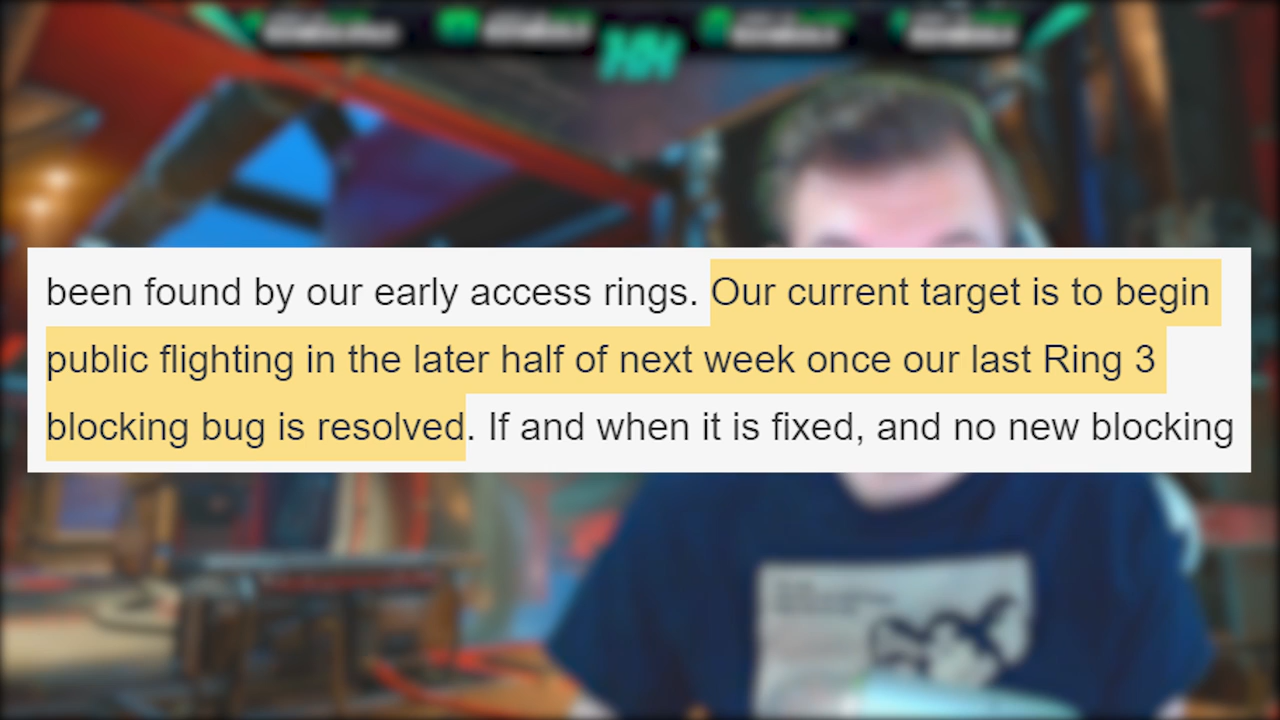 been found by our early access rings. Our current target is to begin
public flighting in the later half of next week once our last Ring 3
blocking bug is resolved. If and when it is fixed, and no new blocking